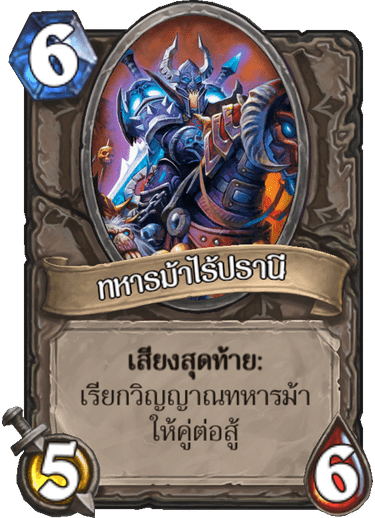 6
ทหารม้าไร้ปรานี
เสียงสุดท้าย:
เรียกวิญญาณทหารม้า
ให้คู่ต่อสู้
5
6